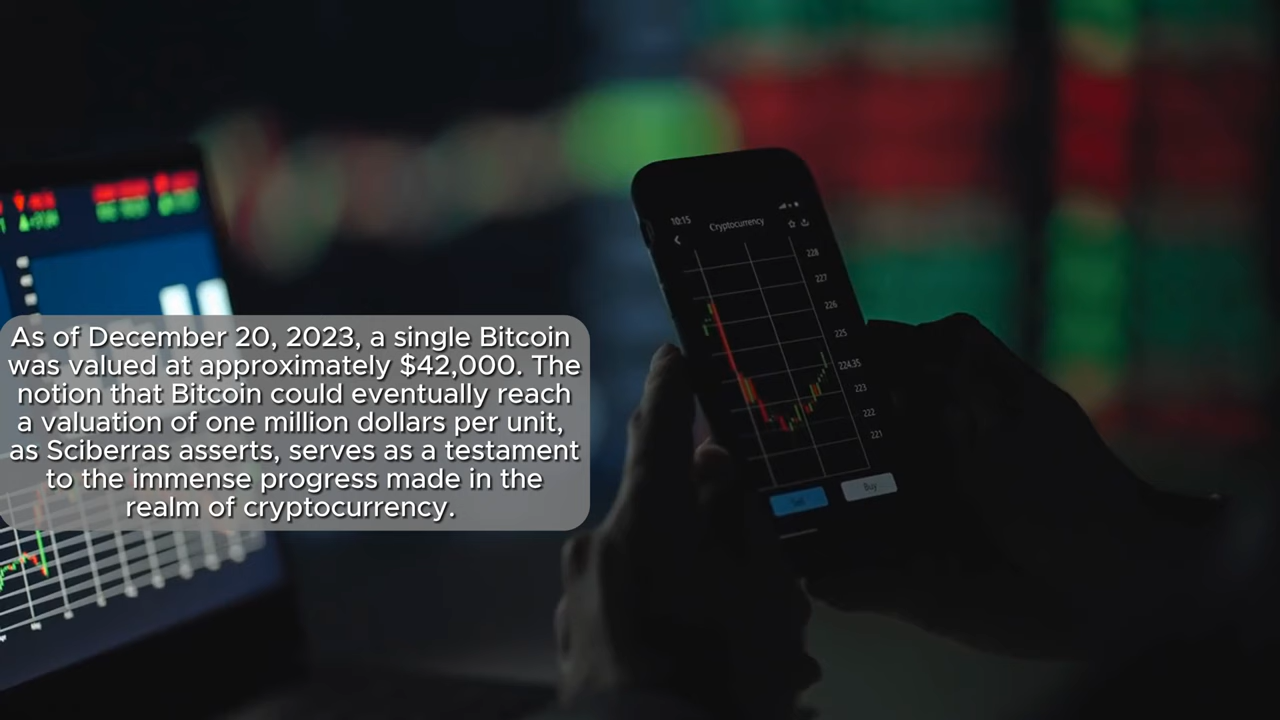 As of December 20, 2023, a single Bitcoin
was valued at approximately $42,000. The
notion that Bitcoin could eventually reach
a valuation of one million dollars per unit,
as Sciberras asserts, serves as a testament
to the immense progress made in the
realm of cryptocurrency.
10:15
Cryptocurrency
228
227
226
225
224.35
223
222
221
Sell
Buy